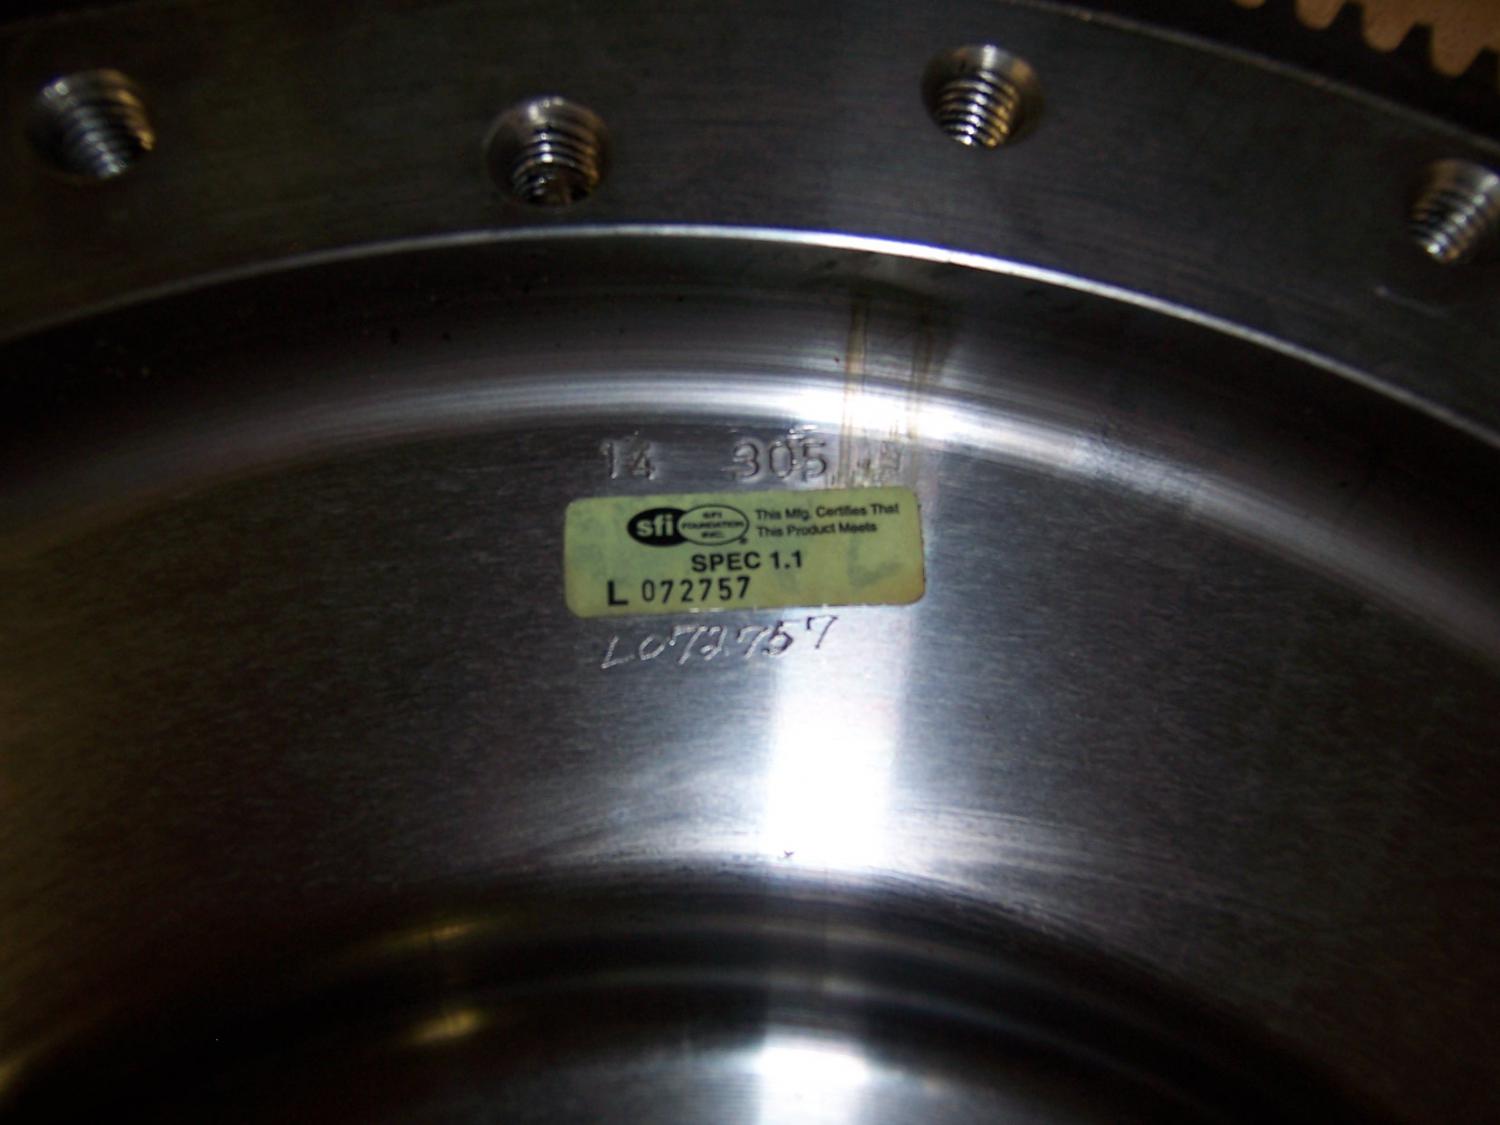 14 305
sfi SFI FOUNDATION INC. ® This Mfg. Certifies That
This Product Meets
SPEC 1.1
L 072757
L072757